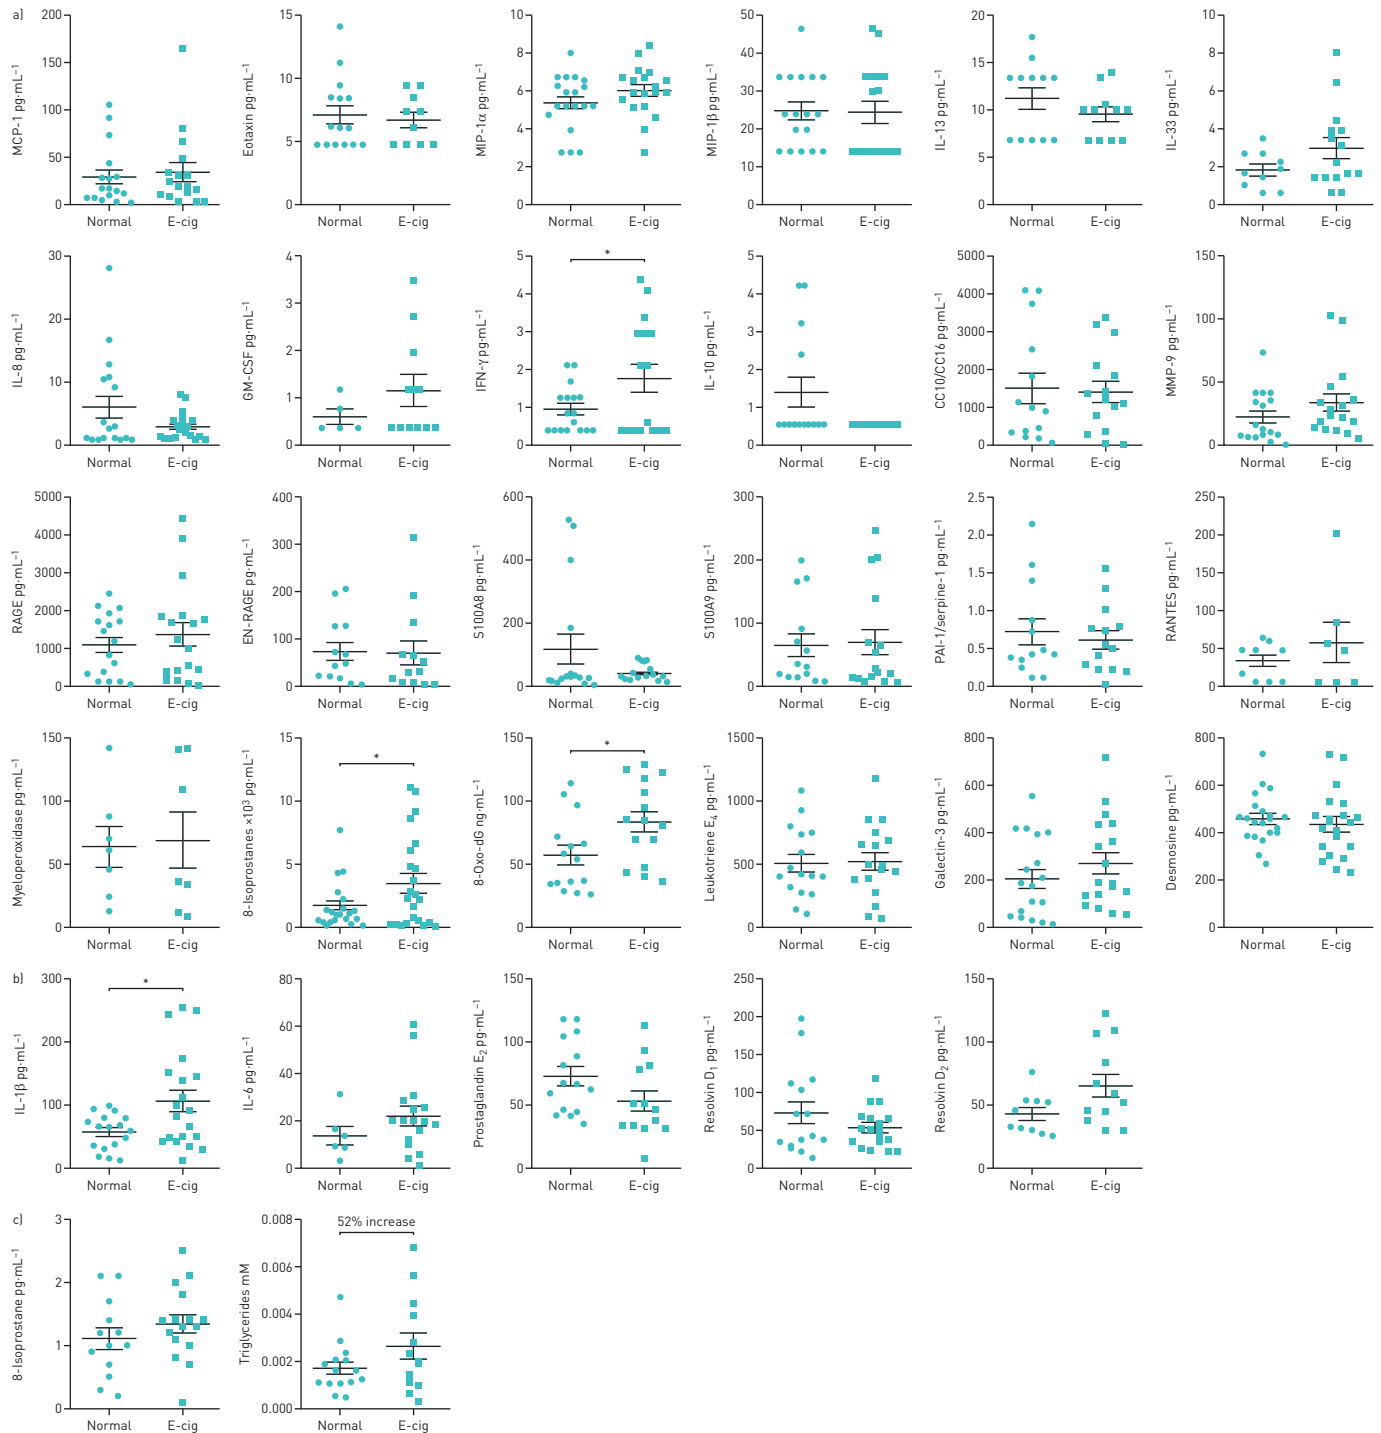 a)
MCP-1 pg·mL⁻¹
200
150
100
50
0
Normal E-cig
Eotaxin pg·mL⁻¹
15
10
5
0
Normal E-cig
MIP-1α pg·mL⁻¹
10
8
6
4
2
0
Normal E-cig
MIP-1β pg·mL⁻¹
50
40
30
20
10
0
Normal E-cig
IL-13 pg·mL⁻¹
20
15
10
5
0
Normal E-cig
IL-33 pg·mL⁻¹
10
8
6
4
2
0
Normal E-cig
IL-8 pg·mL⁻¹
30
20
10
0
Normal E-cig
GM-CSF pg·mL⁻¹
4
3
2
1
0
Normal E-cig
IFN-γ pg·mL⁻¹
5
4
3
2
1
0
*
Normal E-cig
IL-10 pg·mL⁻¹
5
4
3
2
1
0
Normal E-cig
CC10/CC16 pg·mL⁻¹
5000
4000
3000
2000
1000
0
Normal E-cig
MMP-9 pg·mL⁻¹
150
100
50
0
Normal E-cig
RAGE pg·mL⁻¹
5000
4000
3000
2000
1000
0
Normal E-cig
EN-RAGE pg·mL⁻¹
400
300
200
100
0
Normal E-cig
S100A8 pg·mL⁻¹
600
400
200
0
Normal E-cig
S100A9 pg·mL⁻¹
300
200
100
0
Normal E-cig
PAI-1/serpine-1 pg·mL⁻¹
2.5
2.0
1.5
1.0
0.5
0.0
Normal E-cig
RANTES pg·mL⁻¹
250
200
150
100
50
0
Normal E-cig
Myeloperoxidase pg·mL⁻¹
150
100
50
0
Normal E-cig
8-Isoprostanes ×10³ pg·mL⁻¹
15
10
5
0
*
Normal E-cig
8-Oxo-dG ng·mL⁻¹
150
100
50
0
*
Normal E-cig
Leukotriene E₄ pg·mL⁻¹
1500
1000
500
0
Normal E-cig
Galectin-3 pg·mL⁻¹
800
600
400
200
0
Normal E-cig
Desmosine pg·mL⁻¹
800
600
400
200
0
Normal E-cig
b)
IL-1β pg·mL⁻¹
300
200
100
0
*
Normal E-cig
IL-6 pg·mL⁻¹
80
60
40
20
0
Normal E-cig
Prostaglandin E₂ pg·mL⁻¹
150
100
50
0
Normal E-cig
Resolvin D₁ pg·mL⁻¹
250
200
150
100
50
0
Normal E-cig
Resolvin D₂ pg·mL⁻¹
150
100
50
0
Normal E-cig
c)
8-Isoprostane pg·mL⁻¹
3
2
1
0
Normal E-cig
Triglycerides mM
0.008
0.006
0.004
0.002
0.000
52% increase
Normal E-cig